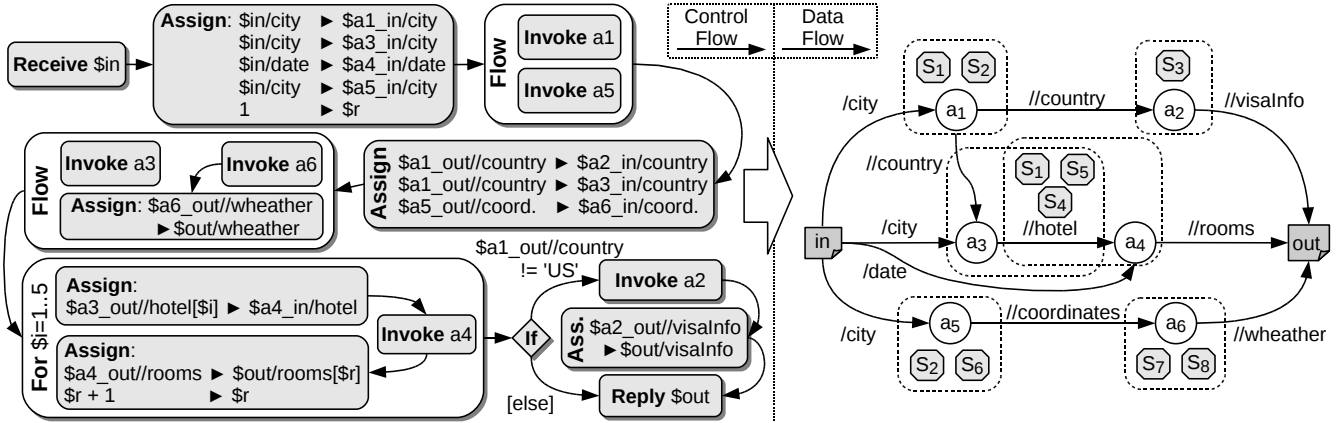 Receive $in
Assign: $in/city ► $a1_in/city
$in/city ► $a3_in/city
$in/date ► $a4_in/date
$in/city ► $a5_in/city
1 ► $r
Flow
Invoke a1
Invoke a5
Control Flow
Data Flow
Assign
$a1_out//country ► $a2_in/country
$a1_out//country ► $a3_in/country
$a5_out//coord. ► $a6_in/coord.
Flow
Invoke a3
Invoke a6
Assign: $a6_out//wheather
►$out/wheather
For $i=1..5
Assign:
$a3_out//hotel[$i] ► $a4_in/hotel
Invoke a4
Assign:
$a4_out//rooms ► $out/rooms[$r]
$r + 1 ► $r
If
$a1_out//country
!= 'US'
[else]
Invoke a2
Ass.
$a2_out//visaInfo
►$out/visaInfo
Reply $out
S1 S2
S3
/city
a1
//country
a2
//visaInfo
//country
S1 S5
S4
in
/city
a3
//hotel
a4
//rooms
out
/date
/city
a5
//coordinates
a6
//wheather
S2 S6
S7 S8